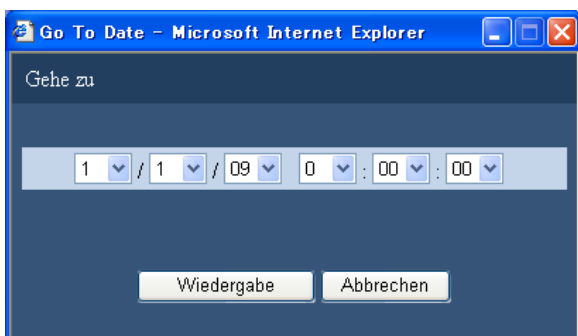 Go To Date - Microsoft Internet Explorer
Gehe zu
1 / 1 / 09 0 : 00 : 00
Wiedergabe Abbrechen